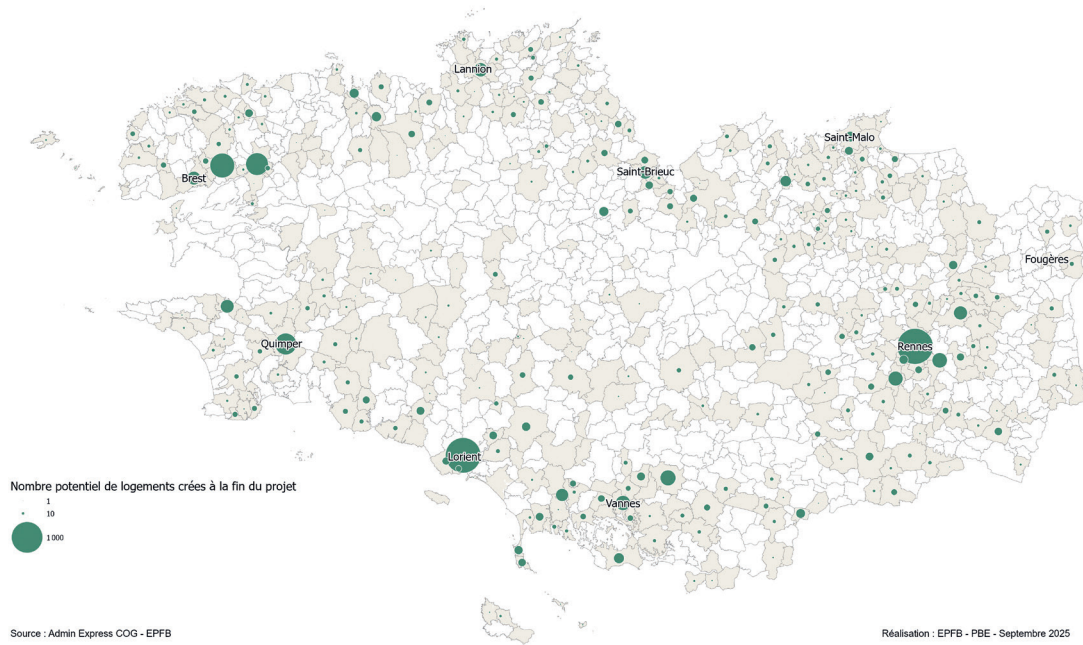 Lannion
Saint-Malo
Saint-Brieuc
Brest
Fougères
Quimper
Rennes
Lorient
Vannes
Nombre potentiel de logements crées à la fin du projet
1
10
1 000
Source : Admin Express COG - EPFB
Réalisation : EPFB - PBE - Septembre 2025